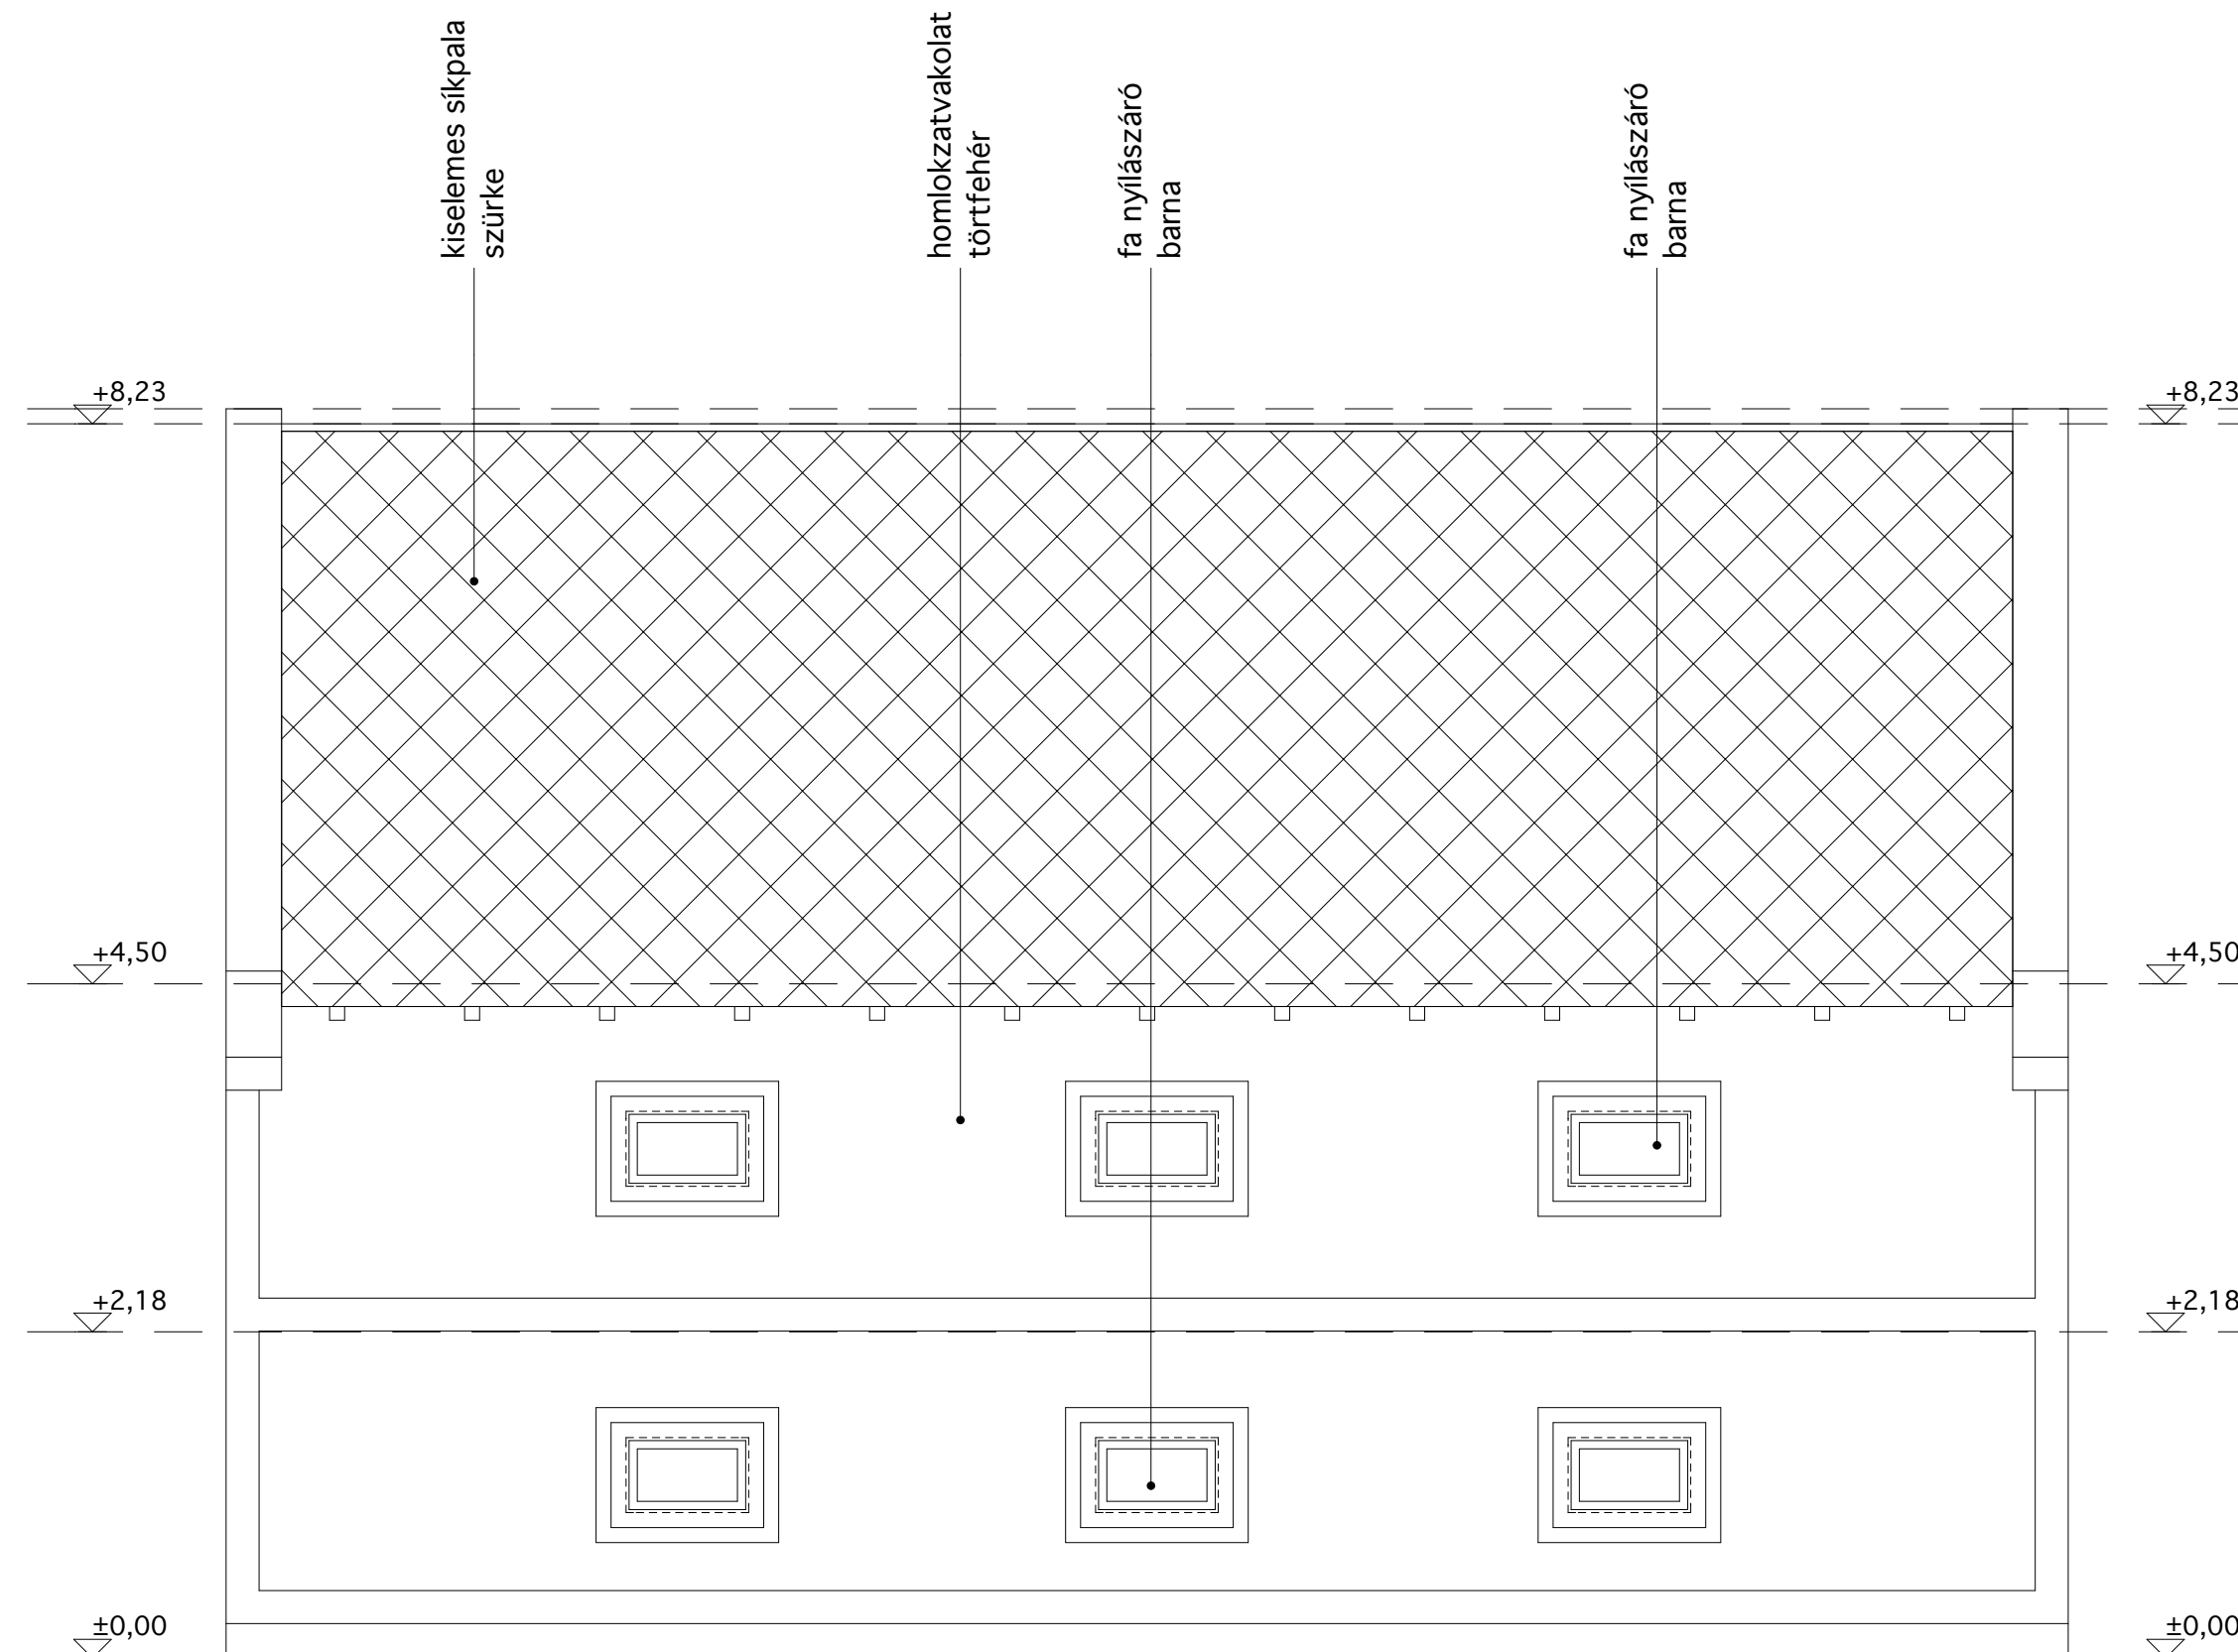 kiselemes síkpala
szürke
homlokzatvakolat
törtfehér
fa nyílászáró
barna
fa nyílászáró
barna
+8,23
+8,23
+4,50
+4,50
+2,18
+2,18
±0,00
±0,00